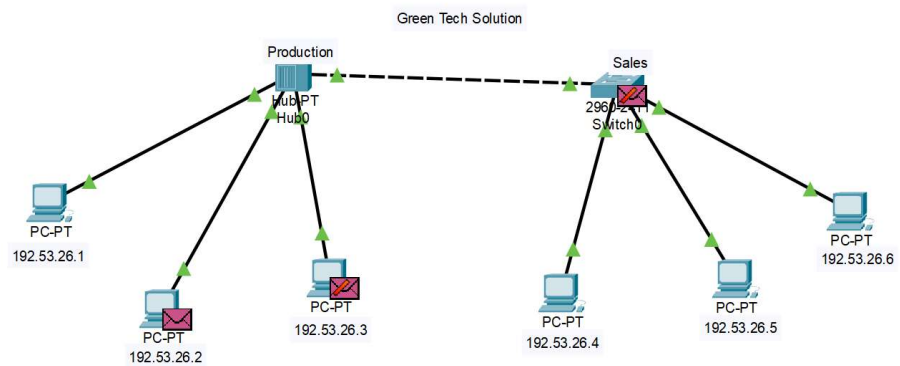 Green Tech Solution
Production
Hub-PT
Hub0
Sales
Switch0
PC-PT
192.53.26.1
PC-PT
192.53.26.2
PC-PT
192.53.26.3
PC-PT
192.53.26.4
PC-PT
192.53.26.5
PC-PT
192.53.26.6